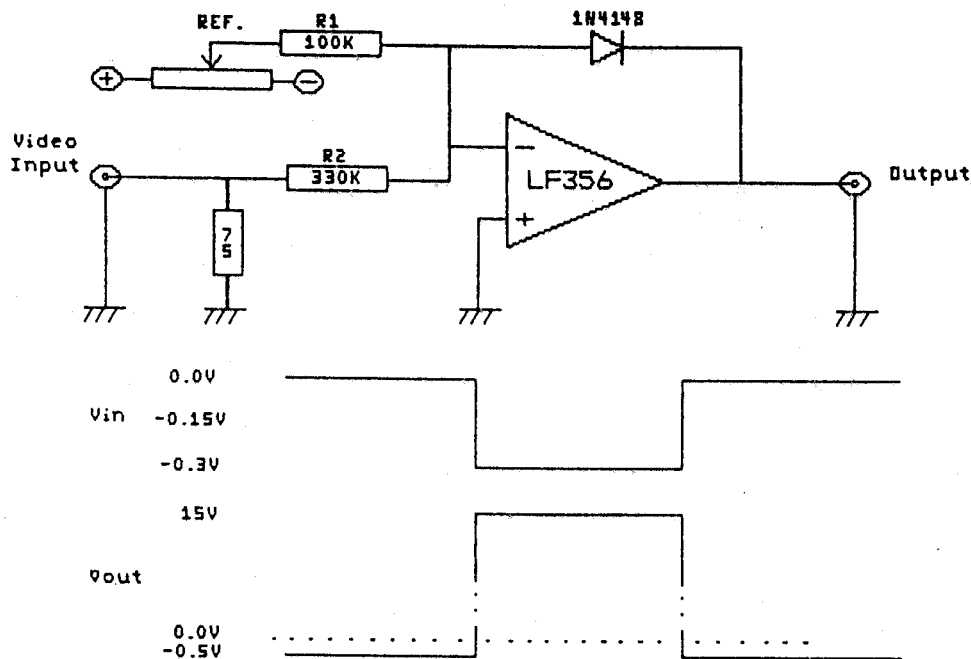 REF.
R1
100K
1N4148
+
−
Video
Input
R2
330K
−
LF356
+
Output
75
0.0V
Vin -0.15V
-0.3V
15V
Vout
0.0V
-0.5V